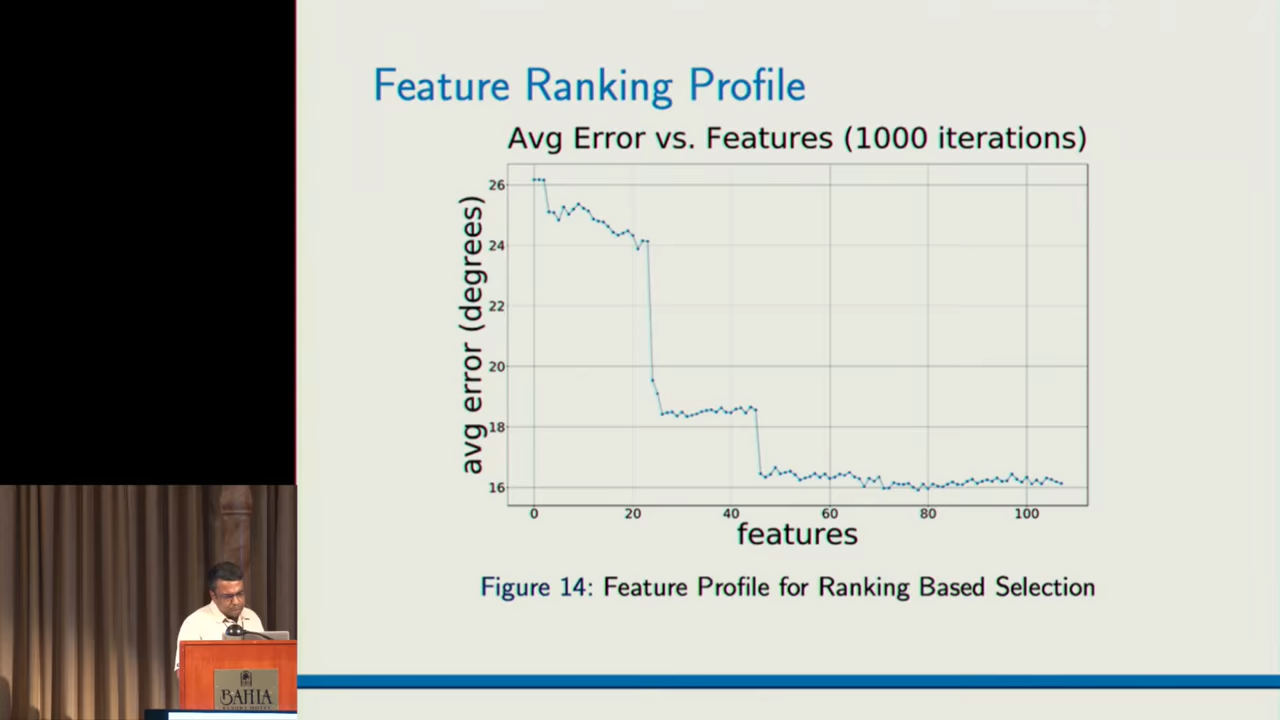 Feature Ranking Profile
Avg Error vs. Features (1000 iterations)
avg error (degrees)
26
24
22
20
18
16
0 20 40 60 80 100
features
Figure 14: Feature Profile for Ranking Based Selection
BAHIA